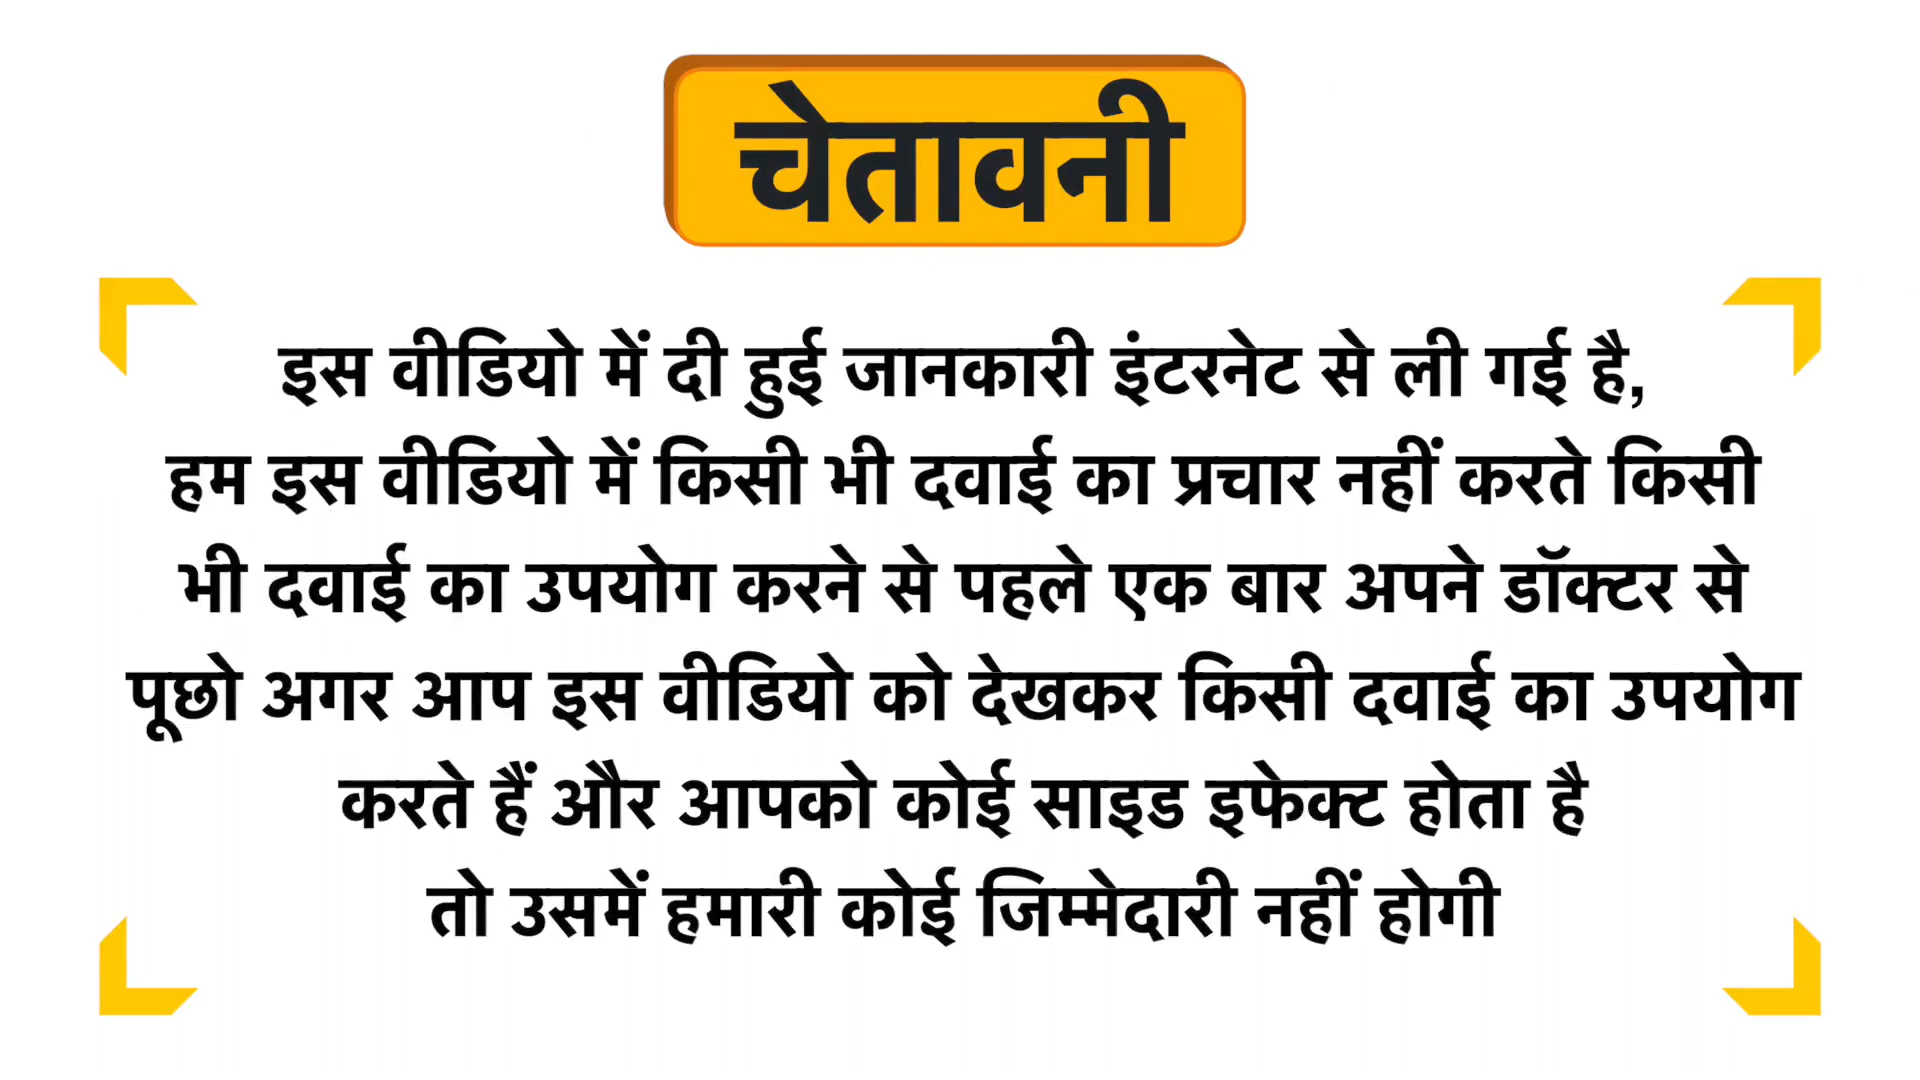 चेतावनी
इस वीडियो में दी हुई जानकारी इंटरनेट से ली गई है,
हम इस वीडियो में किसी भी दवाई का प्रचार नहीं करते किसी
भी दवाई का उपयोग करने से पहले एक बार अपने डॉक्टर से
पूछो अगर आप इस वीडियो को देखकर किसी दवाई का उपयोग
करते हैं और आपको कोई साइड इफेक्ट होता है
तो उसमें हमारी कोई जिम्मेदारी नहीं होगी